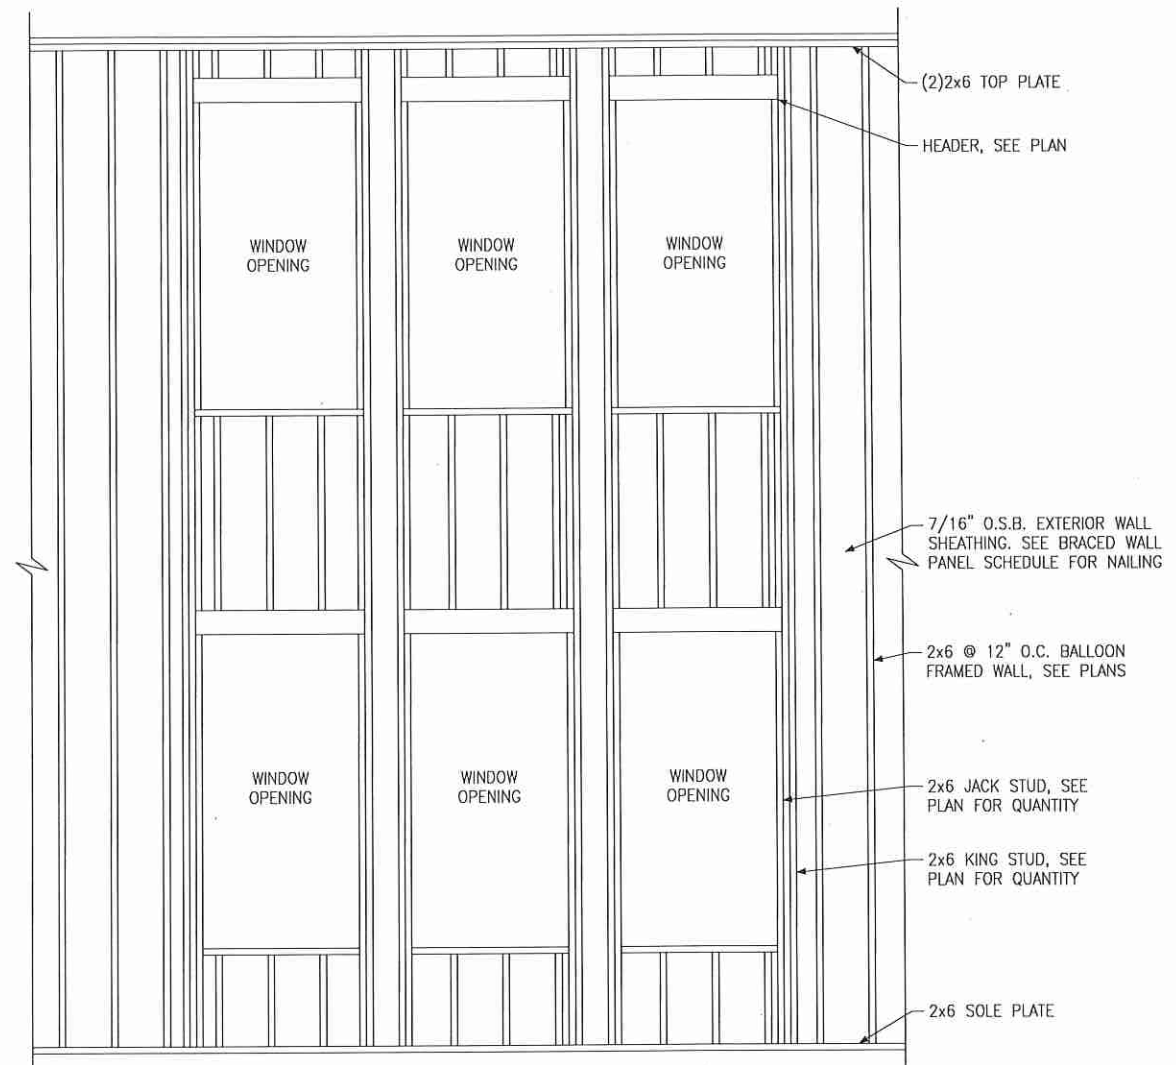 (2)2x6 TOP PLATE
HEADER, SEE PLAN
WINDOW
OPENING
WINDOW
OPENING
WINDOW
OPENING
7/16" O.S.B. EXTERIOR WALL
SHEATHING. SEE BRACED WALL
PANEL SCHEDULE FOR NAILING
2x6 @ 12" O.C. BALLOON
FRAMED WALL, SEE PLANS
WINDOW
OPENING
WINDOW
OPENING
WINDOW
OPENING
2x6 JACK STUD, SEE
PLAN FOR QUANTITY
2x6 KING STUD, SEE
PLAN FOR QUANTITY
2x6 SOLE PLATE